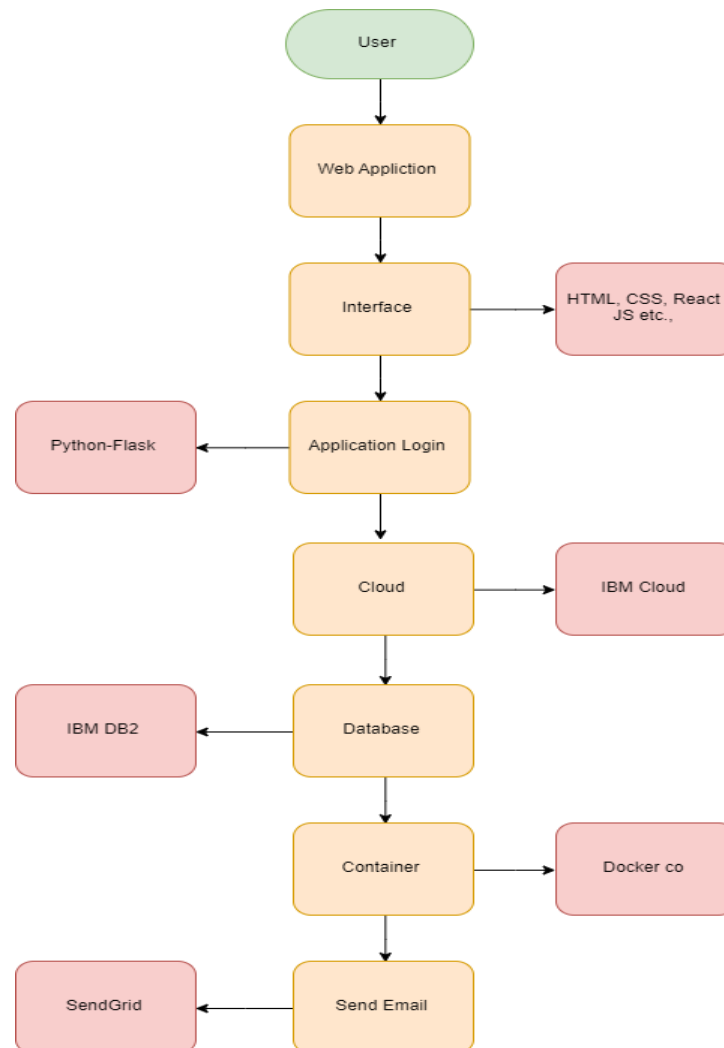 User
Web Appliction
Interface
HTML, CSS, React
JS etc.,
Python-Flask
Application Login
Cloud
IBM Cloud
IBM DB2
Database
Container
Docker co
SendGrid
Send Email